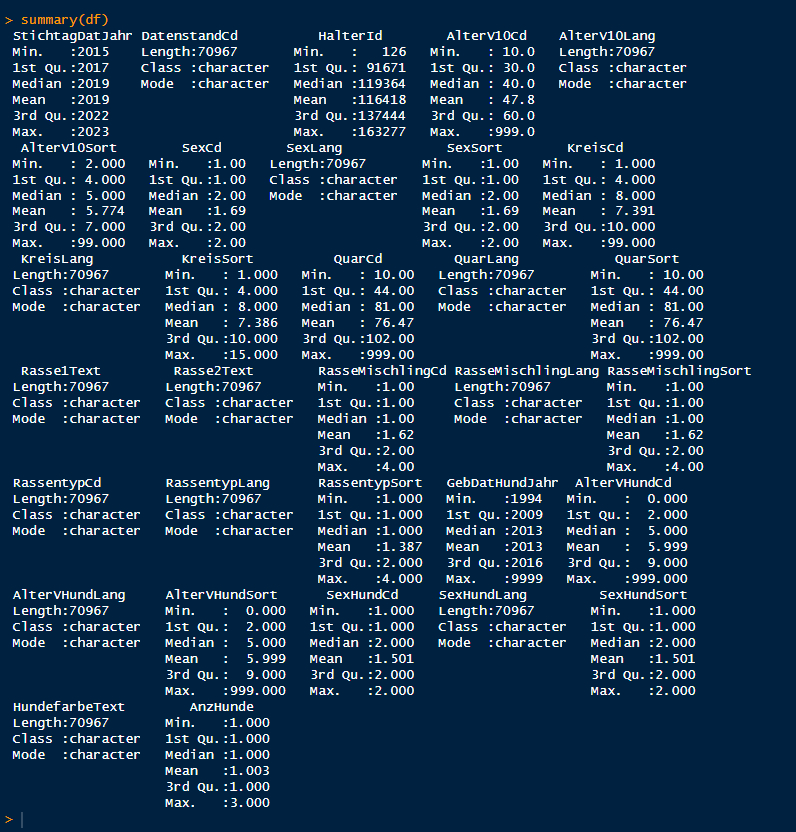 > summary(df)
StichtagDatJahr DatenstandCd          HalterId         AlterV10Cd    AlterV10Lang
Min.   :2015    Length:70967       Min.   :   126   Min.   : 10.0   Length:70967
1st Qu.:2017    Class :character   1st Qu.: 91671   1st Qu.: 30.0   Class :character
Median :2019    Mode  :character   Median :119364   Median : 40.0   Mode  :character
Mean   :2019                       Mean   :116418   Mean   : 47.8
3rd Qu.:2022                       3rd Qu.:137444   3rd Qu.: 60.0
Max.   :2023                       Max.   :163277   Max.   :999.0
AlterV10Sort        SexCd        SexLang             SexSort         KreisCd
Min.   : 2.000   Min.   :1.00   Length:70967       Min.   :1.00   Min.   : 1.000
1st Qu.: 4.000   1st Qu.:1.00   Class :character   1st Qu.:1.00   1st Qu.: 4.000
Median : 5.000   Median :2.00   Mode  :character   Median :2.00   Median : 8.000
Mean   : 5.774   Mean   :1.69                      Mean   :1.69   Mean   : 7.391
3rd Qu.: 7.000   3rd Qu.:2.00                      3rd Qu.:2.00   3rd Qu.:10.000
Max.   :99.000   Max.   :2.00                      Max.   :2.00   Max.   :99.000
KreisLang           KreisSort          QuarCd         QuarLang            QuarSort
Length:70967       Min.   : 1.000   Min.   : 10.00   Length:70967       Min.   : 10.00
Class :character   1st Qu.: 4.000   1st Qu.: 44.00   Class :character   1st Qu.: 44.00
Mode  :character   Median : 8.000   Median : 81.00   Mode  :character   Median : 81.00
Mean   : 7.386   Mean   : 76.47                      Mean   : 76.47
3rd Qu.:10.000   3rd Qu.:102.00                      3rd Qu.:102.00
Max.   :15.000   Max.   :999.00                      Max.   :999.00
Rasse1Text         Rasse2Text         RasseMischlingCd RasseMischlingLang RasseMischlingSort
Length:70967       Length:70967       Min.   :1.00     Length:70967       Min.   :1.00
Class :character   Class :character   1st Qu.:1.00     Class :character   1st Qu.:1.00
Mode  :character   Mode  :character   Median :1.00     Mode  :character   Median :1.00
Mean   :1.62                        Mean   :1.62
3rd Qu.:2.00                        3rd Qu.:2.00
Max.   :4.00                        Max.   :4.00
RassentypCd        RassentypLang      RassentypSort   GebDatHundJahr  AlterVHundCd
Length:70967       Length:70967       Min.   :1.000   Min.   :1994   Min.   :  0.000
Class :character   Class :character   1st Qu.:1.000   1st Qu.:2009   1st Qu.:  2.000
Mode  :character   Mode  :character   Median :1.000   Median :2013   Median :  5.000
Mean   :1.387   Mean   :2013   Mean   :  5.999
3rd Qu.:2.000   3rd Qu.:2016   3rd Qu.:  9.000
Max.   :4.000   Max.   :9999   Max.   :999.000
AlterVHundLang     AlterVHundSort      SexHundCd     SexHundLang         SexHundSort
Length:70967       Min.   :  0.000   Min.   :1.000   Length:70967       Min.   :1.000
Class :character   1st Qu.:  2.000   1st Qu.:1.000   Class :character   1st Qu.:1.000
Mode  :character   Median :  5.000   Median :2.000   Mode  :character   Median :2.000
Mean   :  5.999   Mean   :1.501                      Mean   :1.501
3rd Qu.:  9.000   3rd Qu.:2.000                      3rd Qu.:2.000
Max.   :999.000   Max.   :2.000                      Max.   :2.000
HundefarbeText        AnzHunde
Length:70967       Min.   :1.000
Class :character   1st Qu.:1.000
Mode  :character   Median :1.000
Mean   :1.003
3rd Qu.:1.000
Max.   :3.000
>